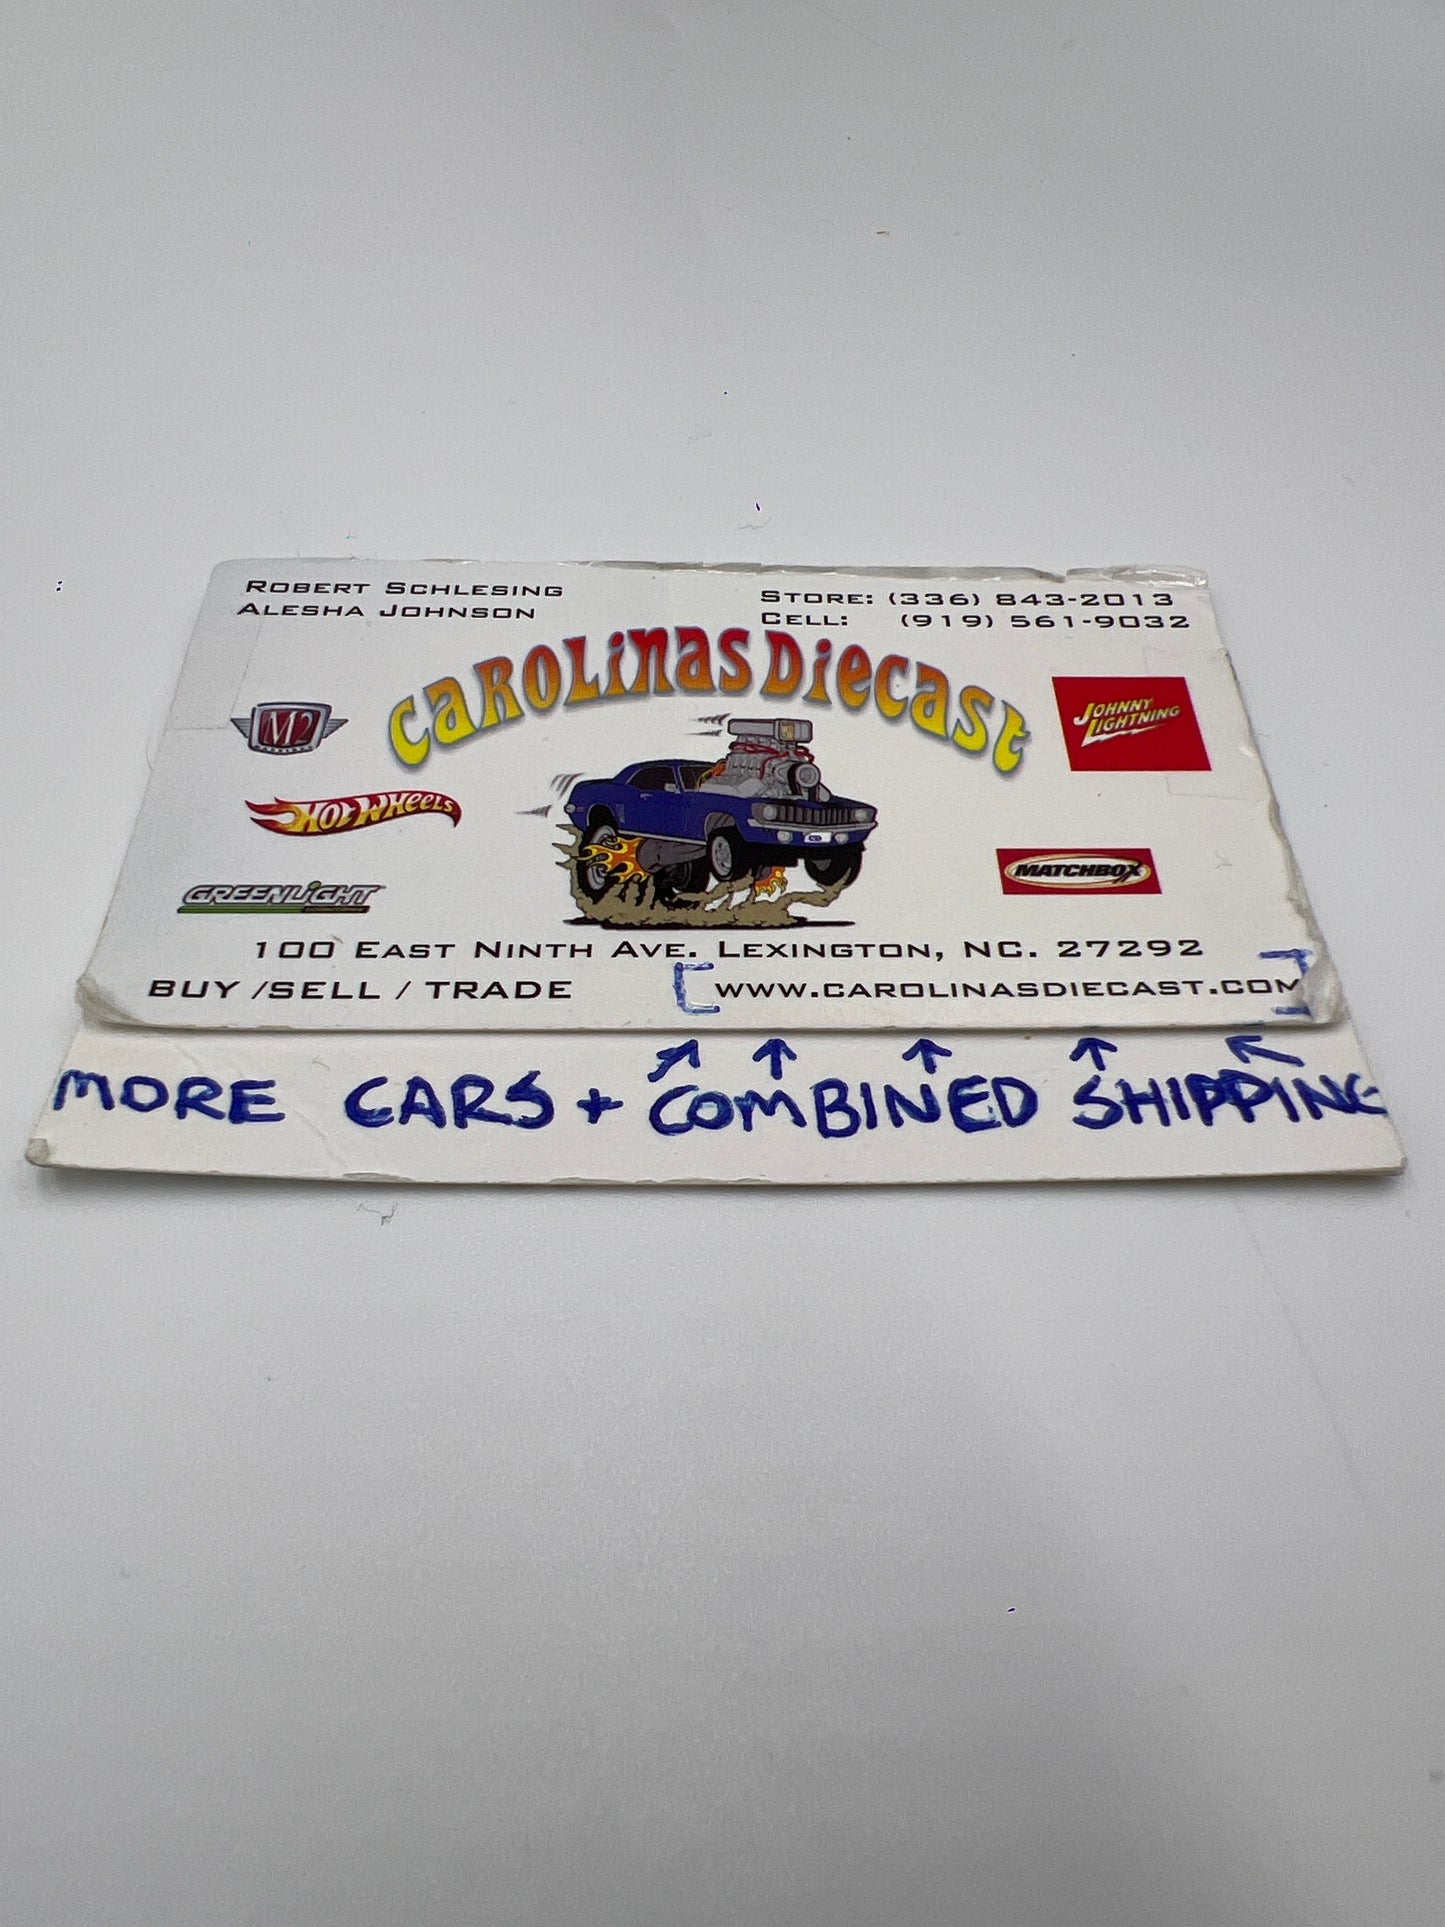 ROBERT SCHLESING
ALESHA JOHNSON
STORE: (336) 843-2013
CELL: (919) 561-9032
CAROLINAS DIECAST
M2
JOHNNY LIGHTNING
HOT WHEELS
MATCHBOX
GREENLIGHT
100 EAST NINTH AVE. LEXINGTON, NC. 27292
BUY /SELL / TRADE
[WWW.CAROLINASDIECAST.COM]
MORE CARS + COMBINED SHIPPING